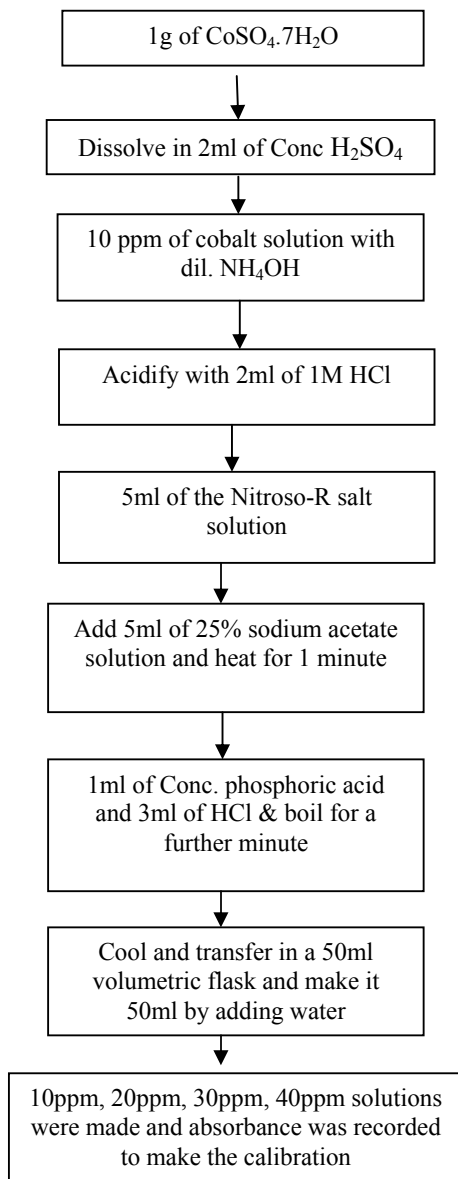 1g of CoSO₄.7H₂O
Dissolve in 2ml of Conc H₂SO₄
10 ppm of cobalt solution with
dil. NH₄OH
Acidify with 2ml of 1M HCl
5ml of the Nitroso-R salt
solution
Add 5ml of 25% sodium acetate
solution and heat for 1 minute
1ml of Conc. phosphoric acid
and 3ml of HCl & boil for a
further minute
Cool and transfer in a 50ml
volumetric flask and make it
50ml by adding water
10ppm, 20ppm, 30ppm, 40ppm solutions
were made and absorbance was recorded
to make the calibration